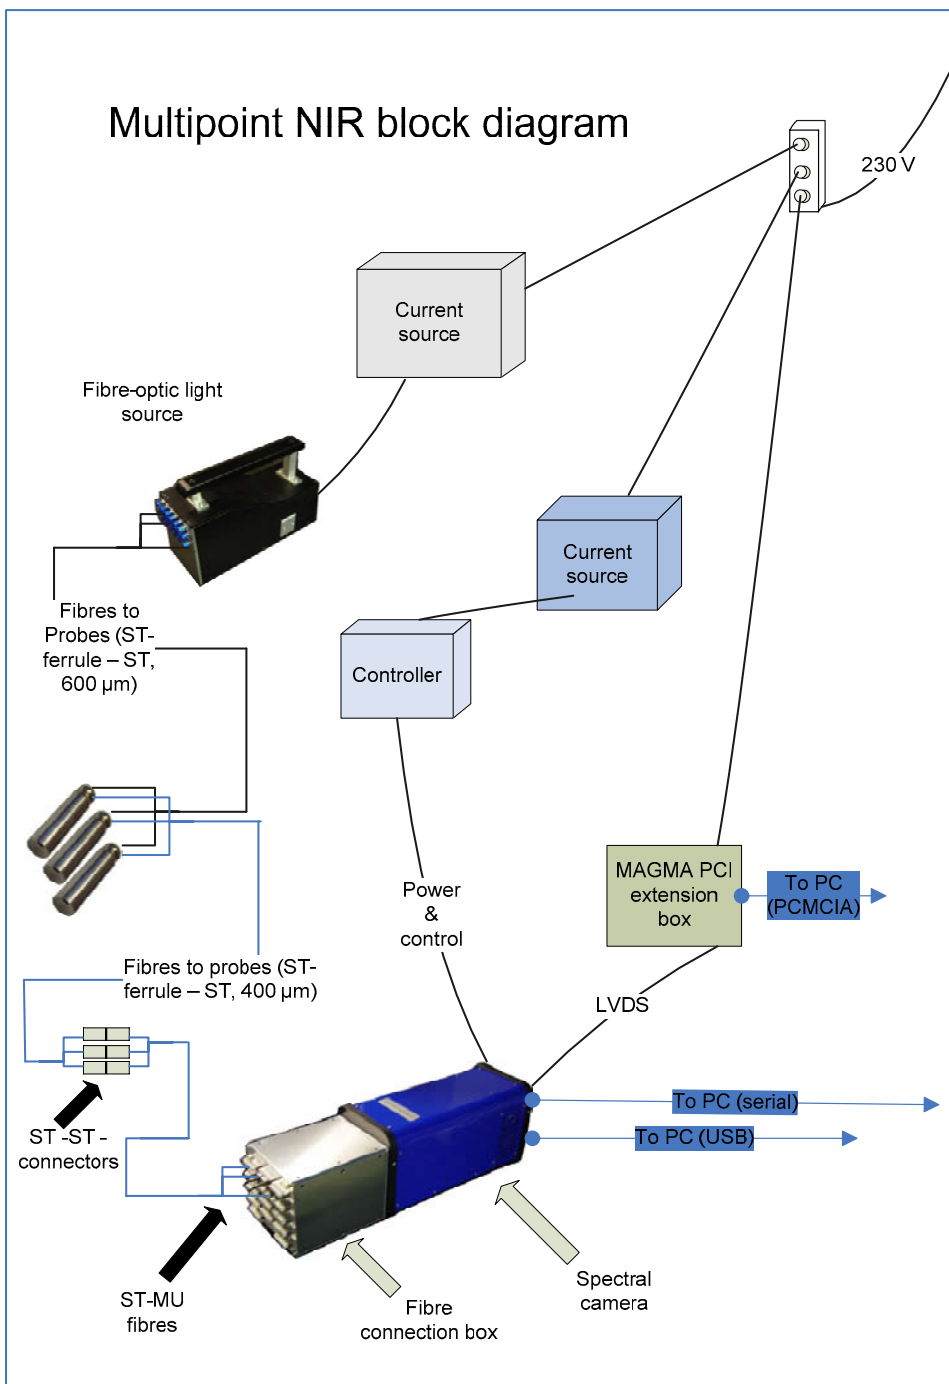 Multipoint NIR block diagram
230 V
Current
source
Fibre-optic light
source
Current
source
Fibres to
Probes (ST-
ferrule – ST,
600 µm)
Controller
MAGMA PCI
extension
box
To PC
(PCMCIA)
Power
&
control
Fibres to probes (ST-
ferrule – ST, 400 µm)
LVDS
To PC (serial)
To PC (USB)
ST -ST -
connectors
ST-MU
fibres
Fibre
connection box
Spectral
camera